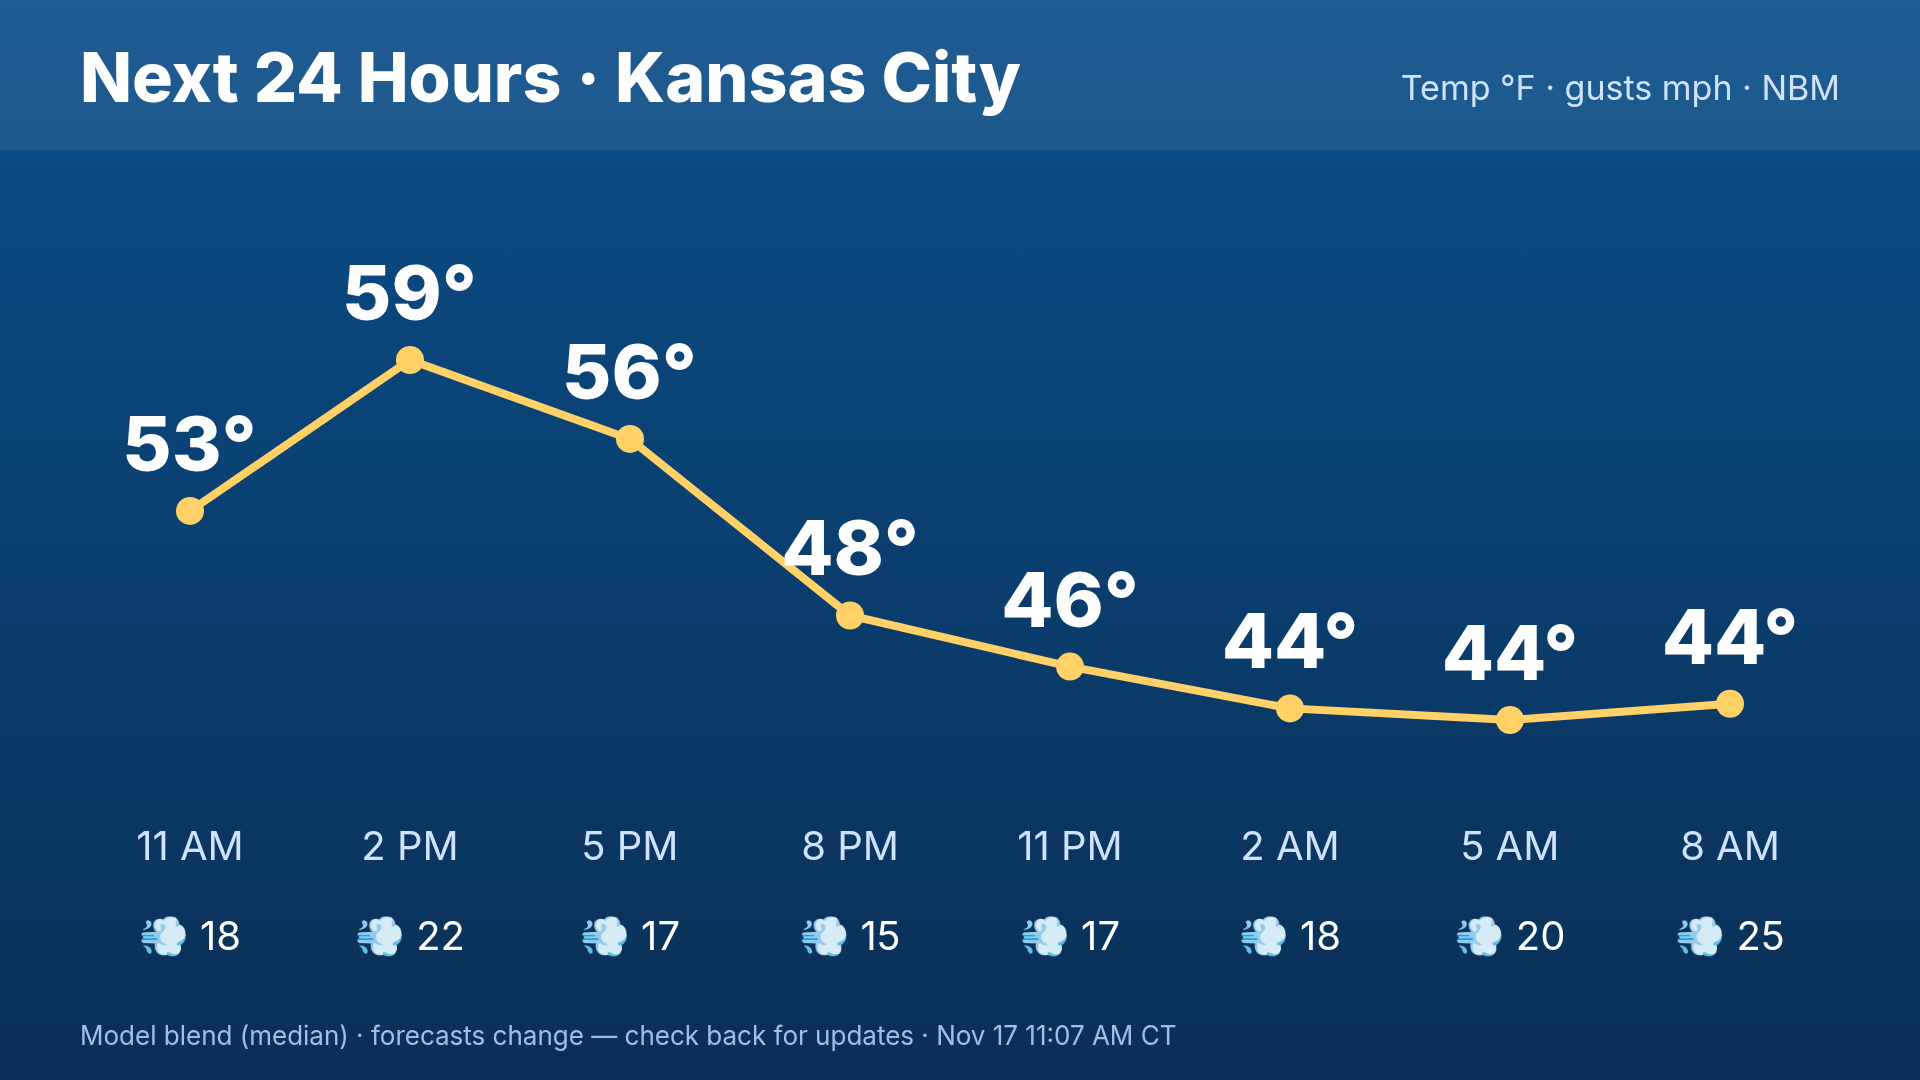 Next 24 Hours · Kansas City
Temp °F · gusts mph · NBM
53°
59°
56°
48°
46°
44°
44°
44°
11 AM
2 PM
5 PM
8 PM
11 PM
2 AM
5 AM
8 AM
💨 18
💨 22
💨 17
💨 15
💨 17
💨 18
💨 20
💨 25
Model blend (median) · forecasts change — check back for updates · Nov 17 11:07 AM CT